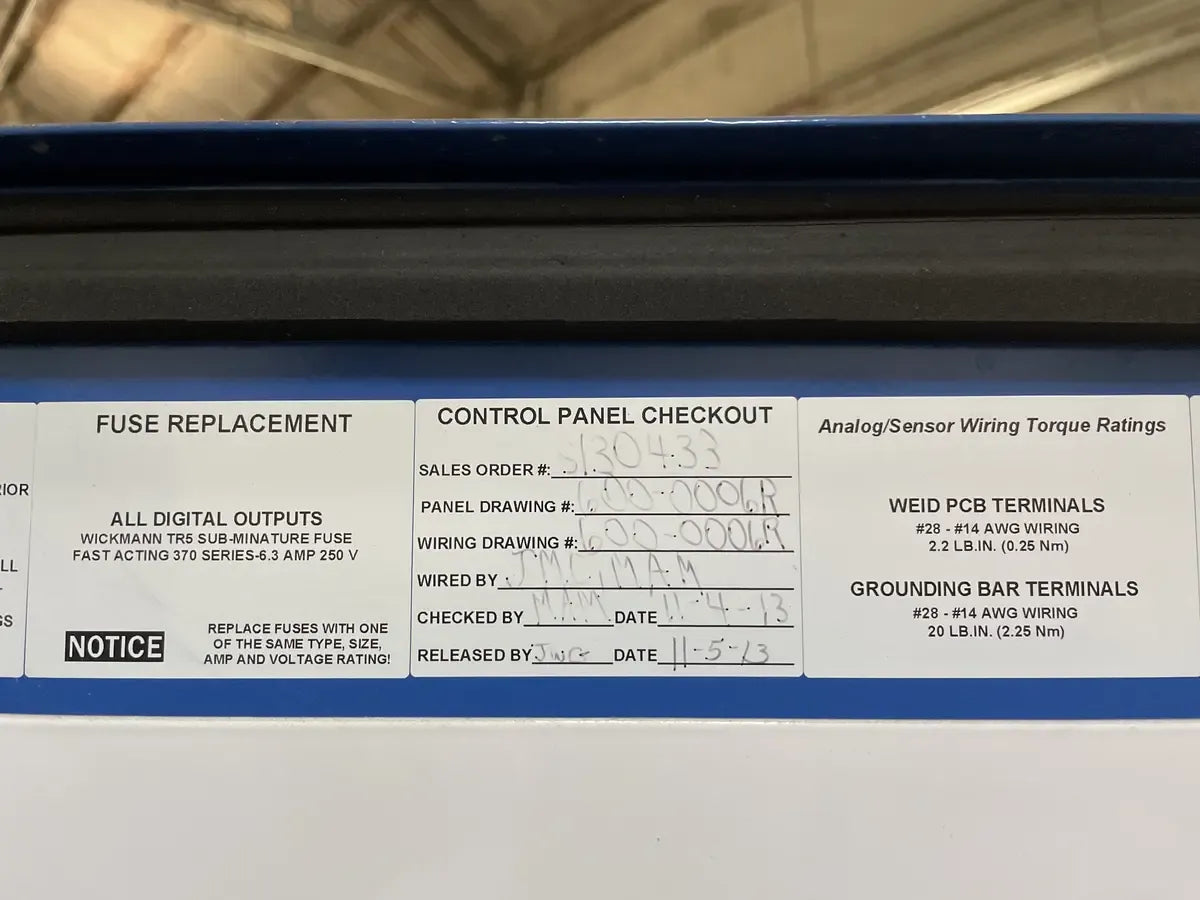 IOR
LL
GS
FUSE REPLACEMENT
ALL DIGITAL OUTPUTS
WICKMANN TR5 SUB-MINATURE FUSE
FAST ACTING 370 SERIES-6.3 AMP 250 V
NOTICE
REPLACE FUSES WITH ONE
OF THE SAME TYPE, SIZE,
AMP AND VOLTAGE RATING!
CONTROL PANEL CHECKOUT
SALES ORDER #: S130433
PANEL DRAWING #: 600-0006R
WIRING DRAWING #: 600-0006R
WIRED BY JMC, MAM
CHECKED BY MAM DATE 11-4-13
RELEASED BY JWG DATE 11-5-13
Analog/Sensor Wiring Torque Ratings
WEID PCB TERMINALS
#28 - #14 AWG WIRING
2.2 LB.IN. (0.25 Nm)
GROUNDING BAR TERMINALS
#28 - #14 AWG WIRING
20 LB.IN. (2.25 Nm)